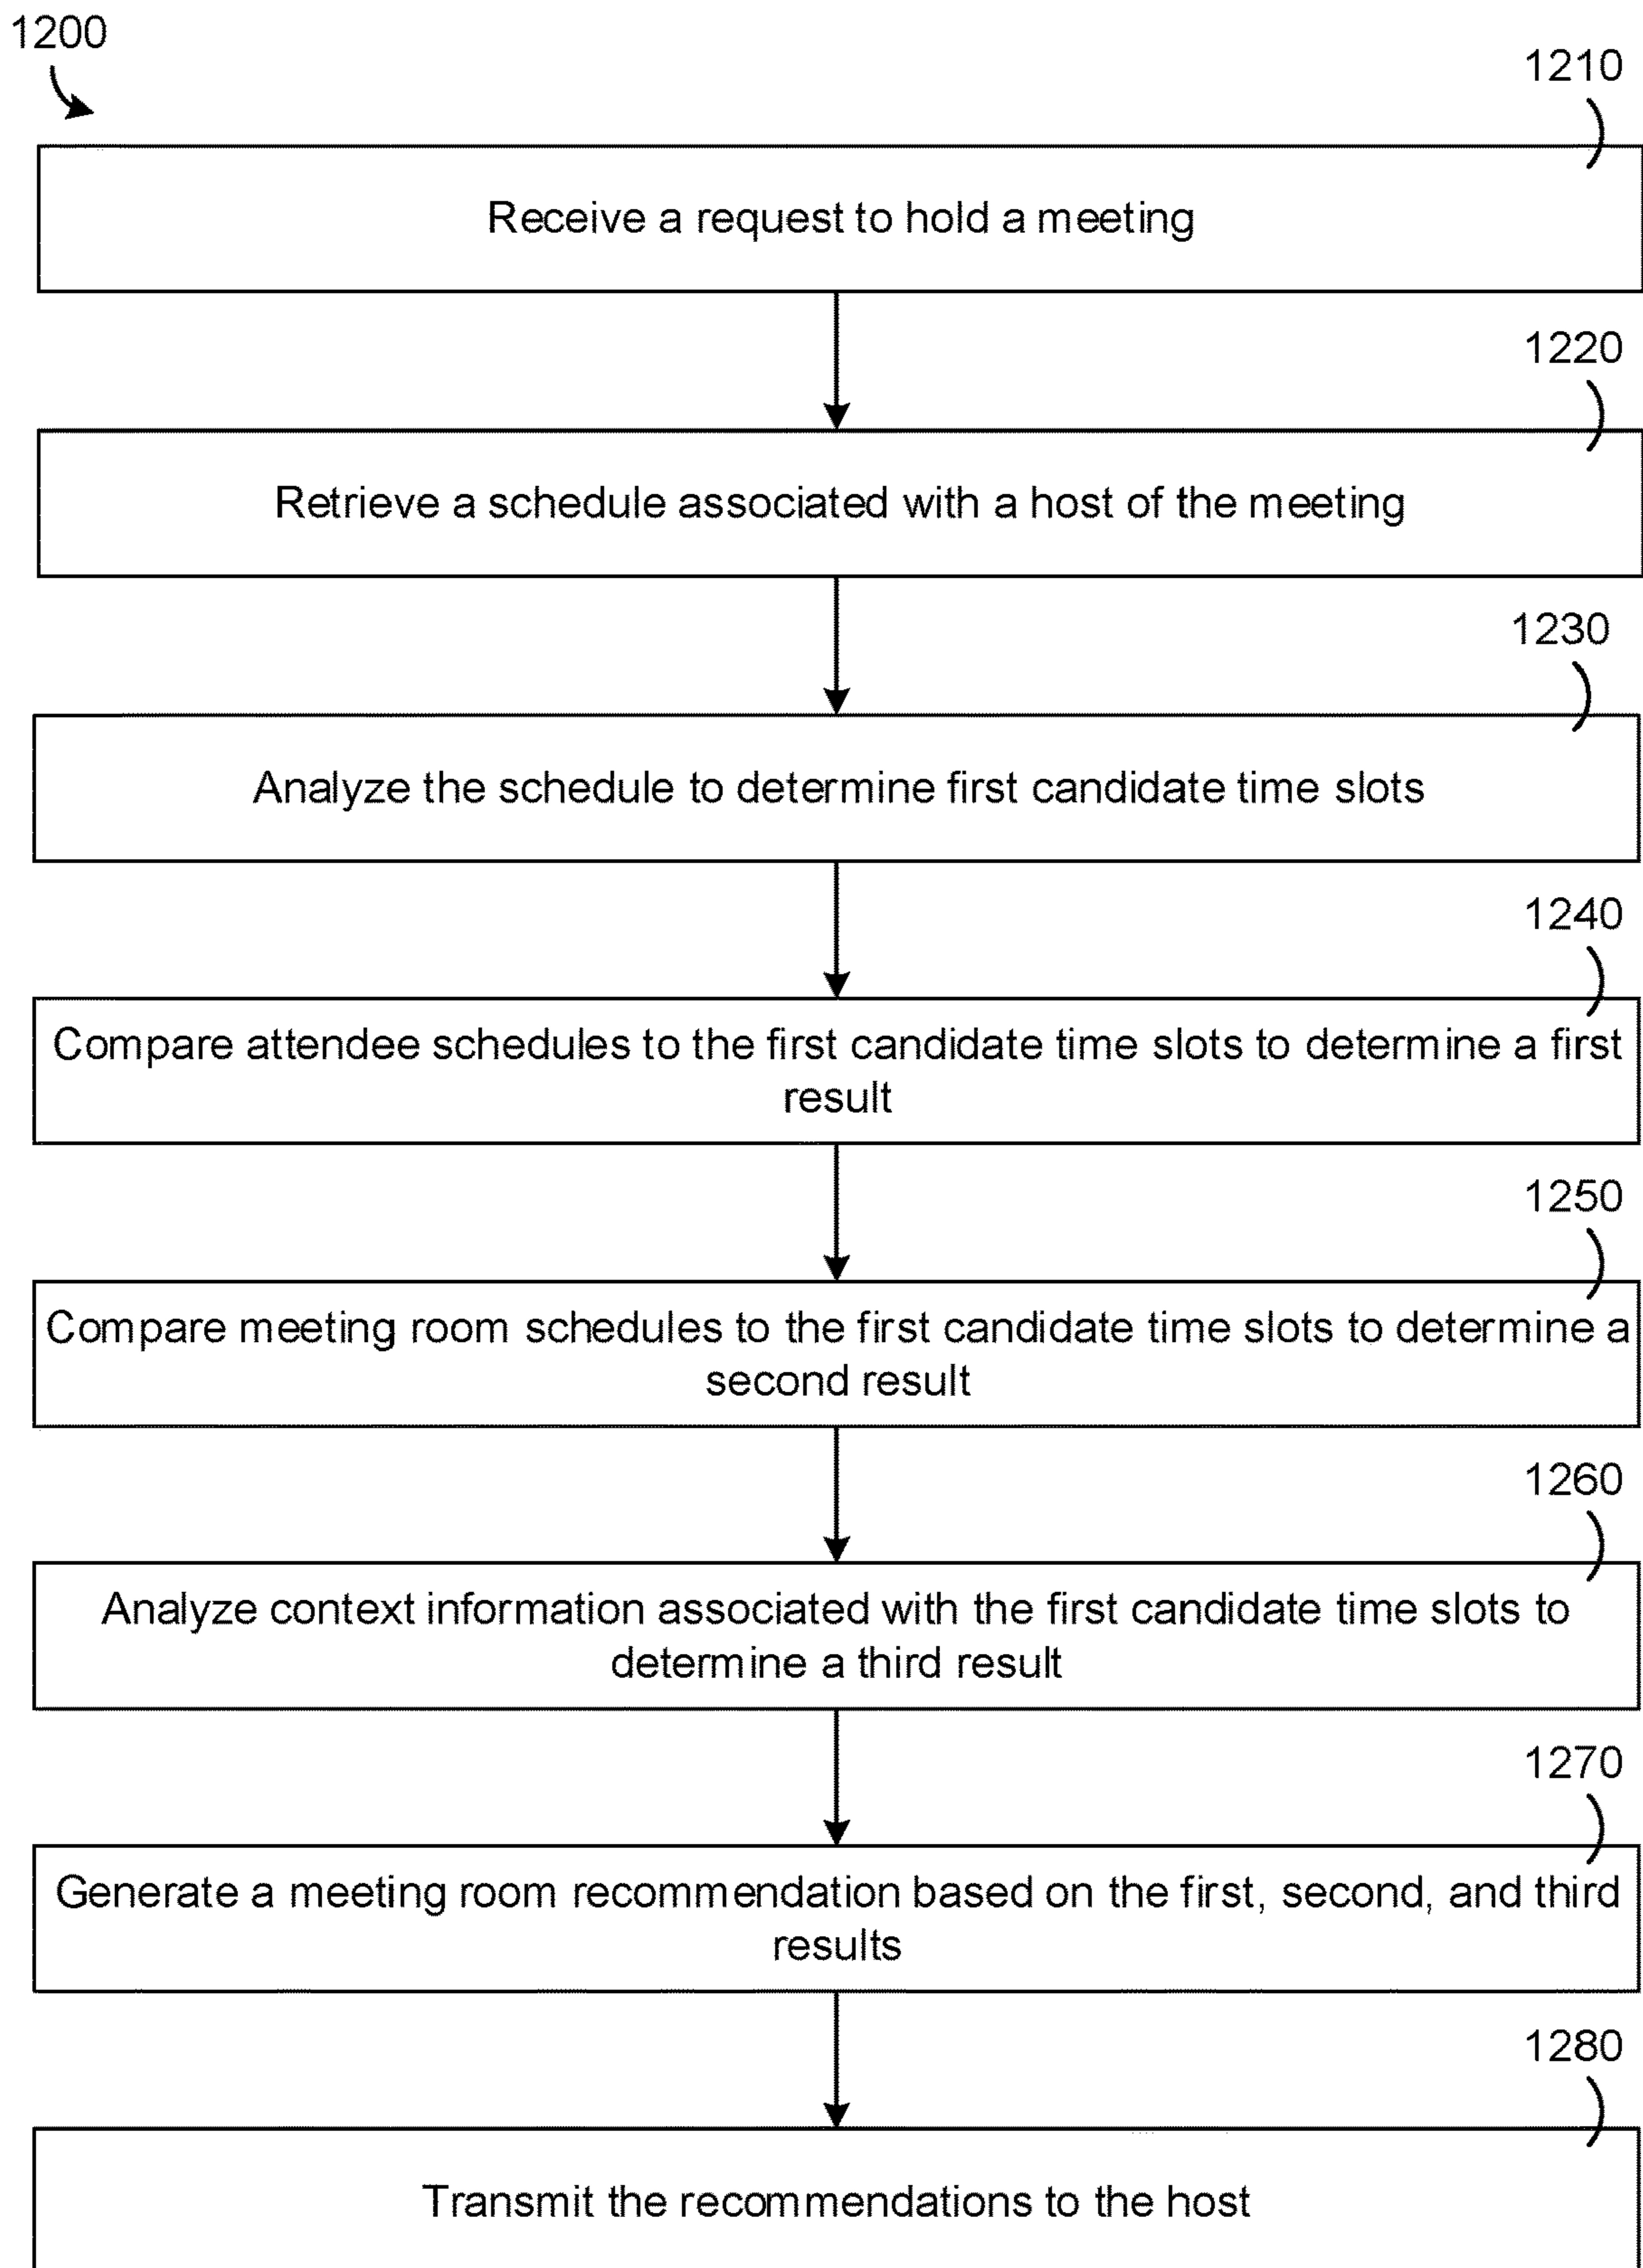 1200
1210
Receive a request to hold a meeting
1220
Retrieve a schedule associated with a host of the meeting
1230
Analyze the schedule to determine first candidate time slots
1240
Compare attendee schedules to the first candidate time slots to determine a first
result
1250
Compare meeting room schedules to the first candidate time slots to determine a
second result
1260
Analyze context information associated with the first candidate time slots to
determine a third result
1270
Generate a meeting room recommendation based on the first, second, and third
results
1280
Transmit the recommendations to the host